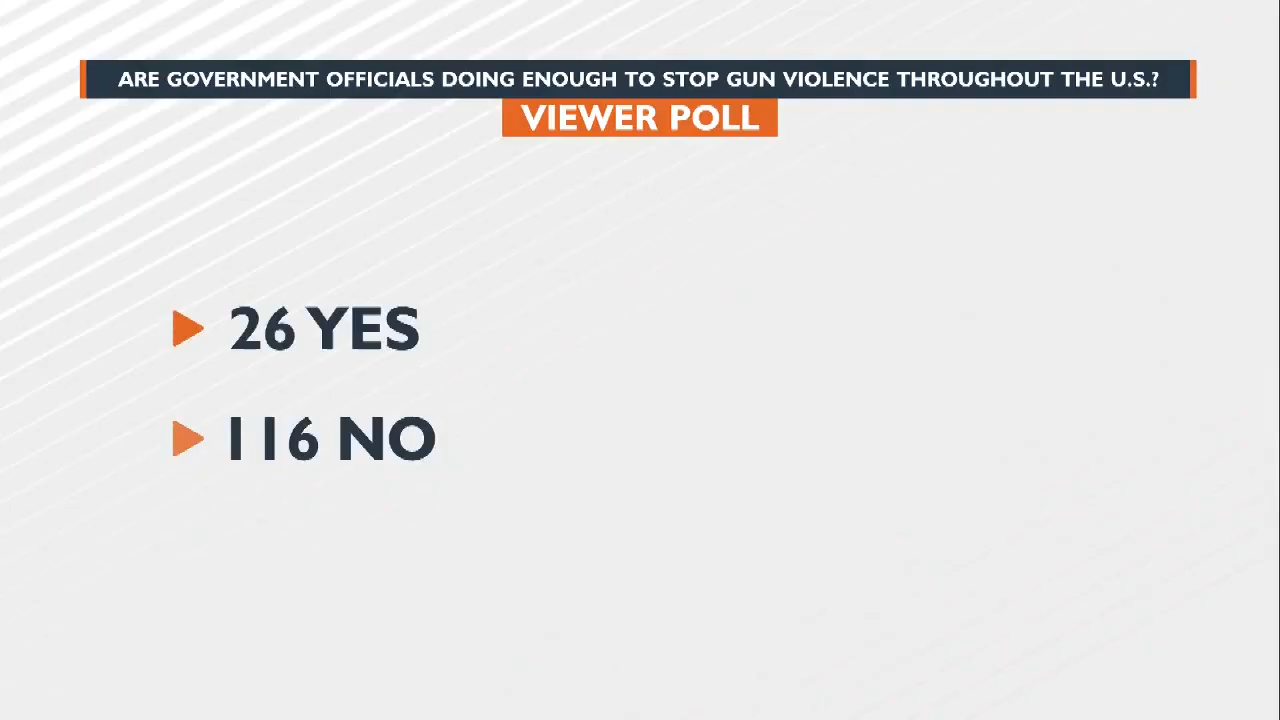 ARE GOVERNMENT OFFICIALS DOING ENOUGH TO STOP GUN VIOLENCE THROUGHOUT THE U.S.?
VIEWER POLL
26 YES
116 NO